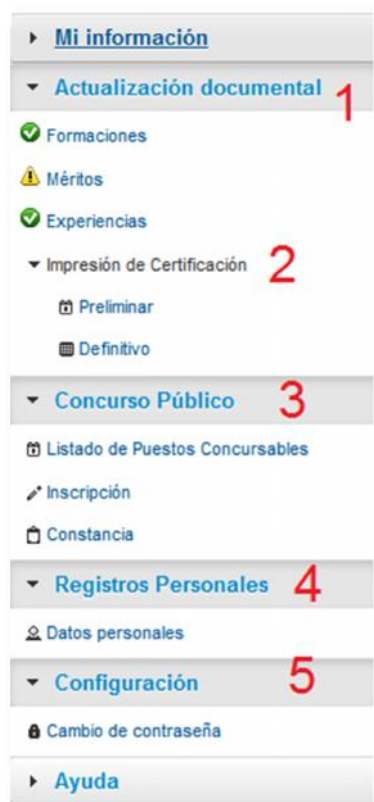 Mi información
Actualización documental 1
Formaciones
Méritos
Experiencias
Impresión de Certificación 2
Preliminar
Definitivo
Concurso Público 3
Listado de Puestos Concursables
Inscripción
Constancia
Registros Personales 4
Datos personales
Configuración 5
Cambio de contraseña
Ayuda